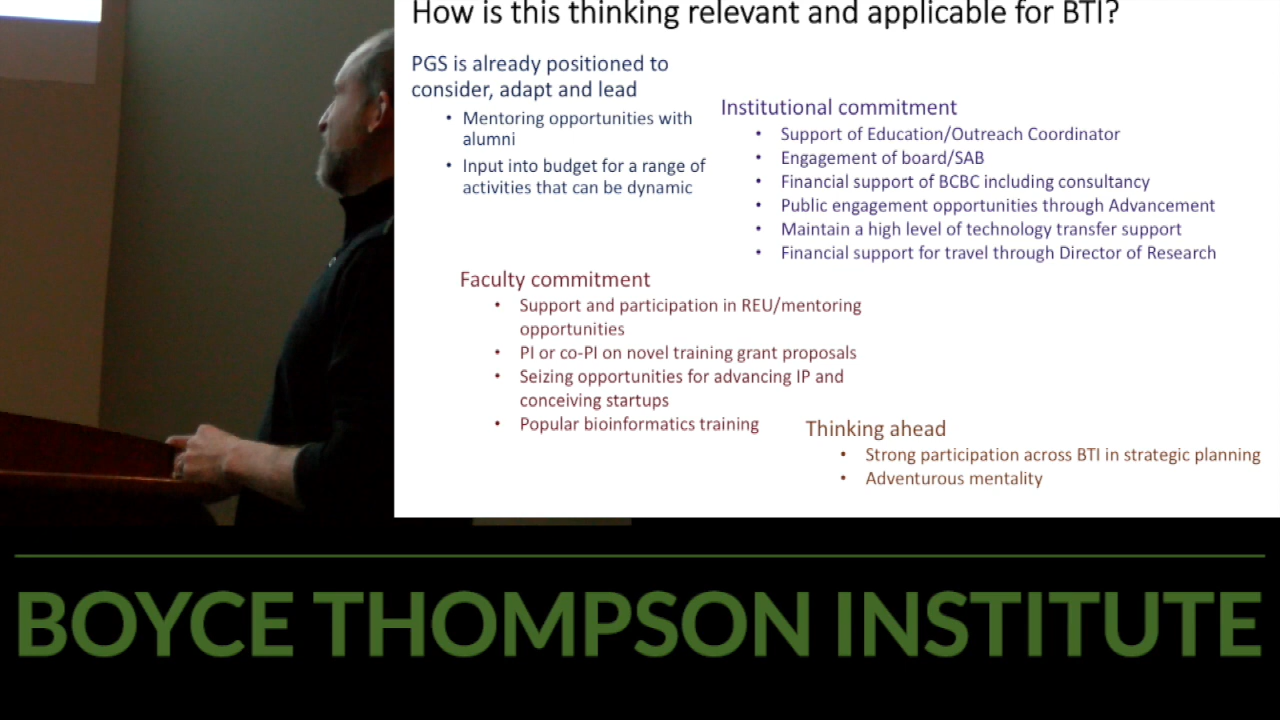 How is this thinking relevant and applicable for BTI?
PGS is already positioned to
consider, adapt and lead
• Mentoring opportunities with
alumni
• Input into budget for a range of
activities that can be dynamic
Institutional commitment
• Support of Education/Outreach Coordinator
• Engagement of board/SAB
• Financial support of BCBC including consultancy
• Public engagement opportunities through Advancement
• Maintain a high level of technology transfer support
• Financial support for travel through Director of Research
Faculty commitment
• Support and participation in REU/mentoring
opportunities
• PI or co-PI on novel training grant proposals
• Seizing opportunities for advancing IP and
conceiving startups
• Popular bioinformatics training
Thinking ahead
• Strong participation across BTI in strategic planning
• Adventurous mentality
BOYCE THOMPSON INSTITUTE